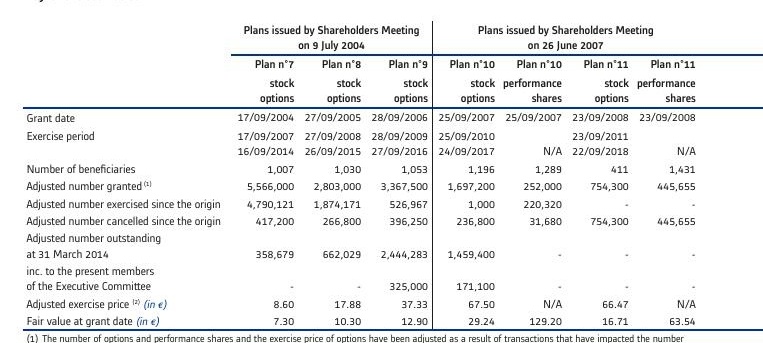 Plans issued by Shareholders Meeting on 9 July 2004 Plans issued by Shareholders Meeting on 26 June 2007
Plan n°7 Plan n°8 Plan n°9 Plan n°10 Plan n°10 Plan n°11 Plan n°11
stock options stock options stock options stock options performance shares stock options performance shares
Grant date 17/09/2004 27/09/2005 28/09/2006 25/09/2007 25/09/2007 23/09/2008 23/09/2008
Exercise period 17/09/2007 27/09/2008 28/09/2009 25/09/2010 23/09/2011
16/09/2014 26/09/2015 27/09/2016 24/09/2017 N/A 22/09/2018 N/A
Number of beneficiaries 1,007 1,030 1,053 1,196 1,289 411 1,431
Adjusted number granted (1) 5,566,000 2,803,000 3,367,500 1,697,200 252,000 754,300 445,655
Adjusted number exercised since the origin 4,790,121 1,874,171 526,967 1,000 220,320 - -
Adjusted number cancelled since the origin 417,200 266,800 396,250 236,800 31,680 754,300 445,655
Adjusted number outstanding
at 31 March 2014 358,679 662,029 2,444,283 1,459,400 - - -
inc. to the present members
of the Executive Committee - - 325,000 171,100 - - -
Adjusted exercise price (2) (in €) 8.60 17.88 37.33 67.50 N/A 66.47 N/A
Fair value at grant date (in €) 7.30 10.30 12.90 29.24 129.20 16.71 63.54
(1) The number of options and performance shares and the exercise price of options have been adjusted as a result of transactions that have impacted the number